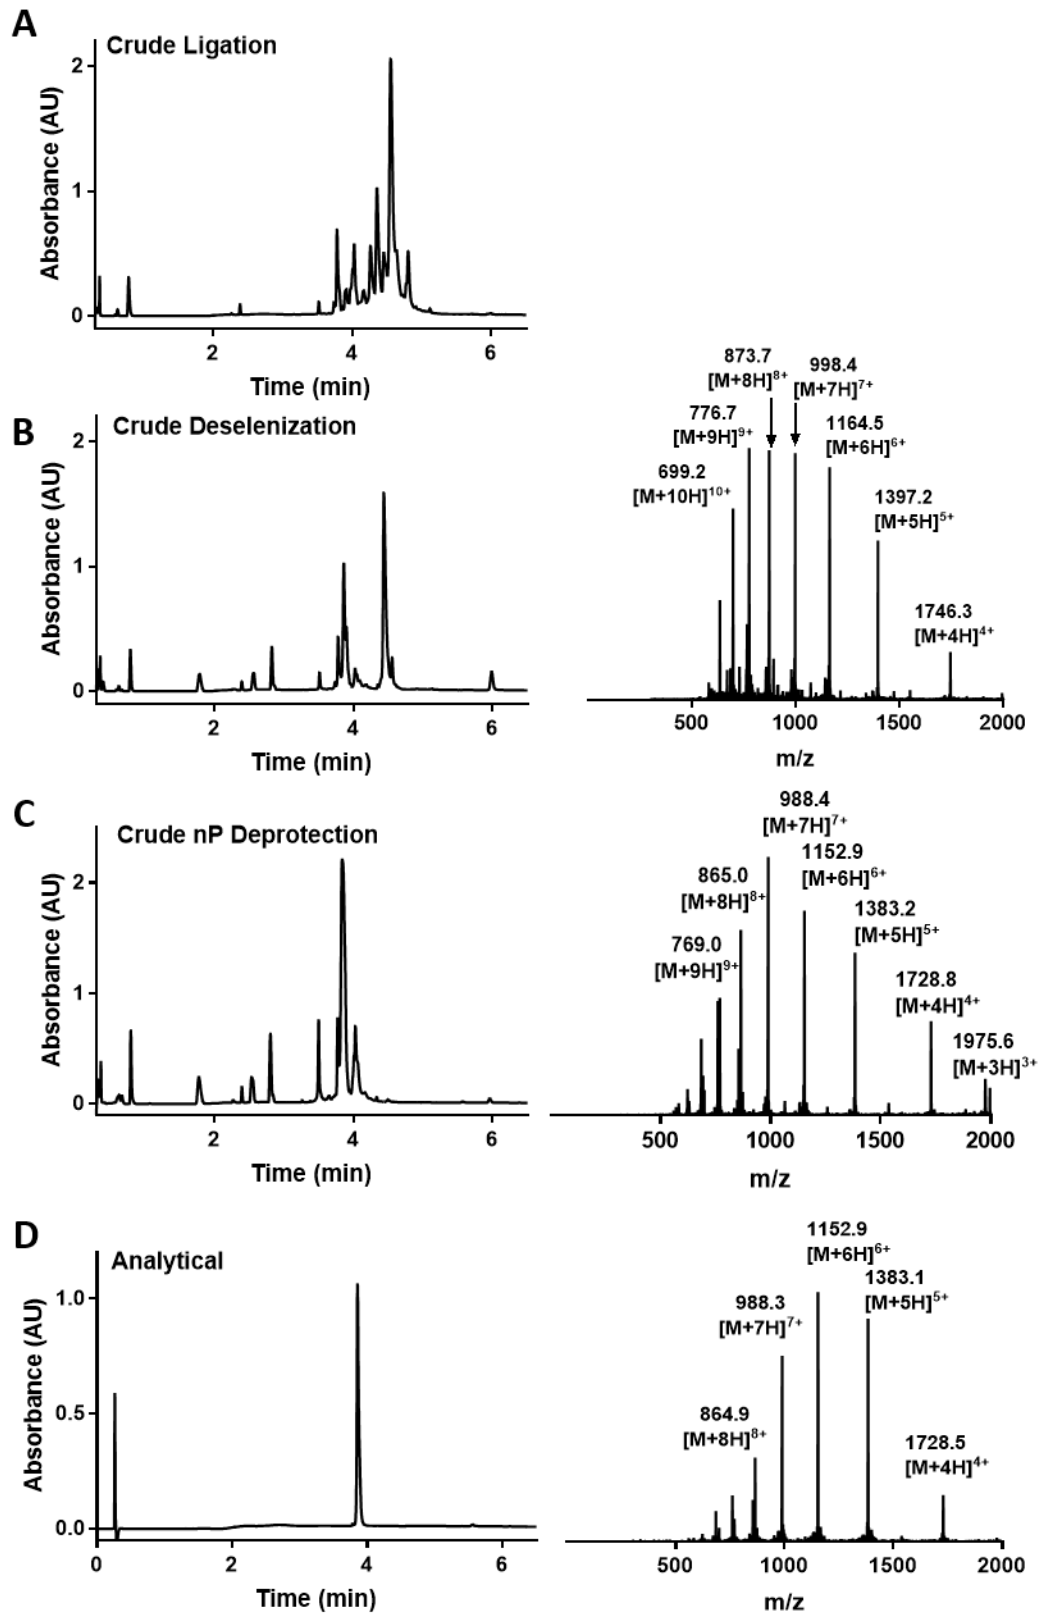 A
Crude Ligation
Absorbance (AU)
2
1
0
2 4 6
Time (min)
B
Crude Deselenization
Absorbance (AU)
2
1
0
2 4 6
Time (min)
873.7
[M+8H]8+
998.4
[M+7H]7+
776.7
[M+9H]9+
1164.5
[M+6H]6+
699.2
[M+10H]10+
1397.2
[M+5H]5+
1746.3
[M+4H]4+
500 1000 1500 2000
m/z
C
Crude nP Deprotection
Absorbance (AU)
2
1
0
2 4 6
Time (min)
988.4
[M+7H]7+
1152.9
[M+6H]6+
865.0
[M+8H]8+
1383.2
[M+5H]5+
769.0
[M+9H]9+
1728.8
[M+4H]4+
1975.6
[M+3H]3+
500 1000 1500 2000
m/z
D
Analytical
Absorbance (AU)
1.0
0.5
0.0
0 2 4 6
Time (min)
1152.9
[M+6H]6+
1383.1
[M+5H]5+
988.3
[M+7H]7+
864.9
[M+8H]8+
1728.5
[M+4H]4+
500 1000 1500 2000
m/z